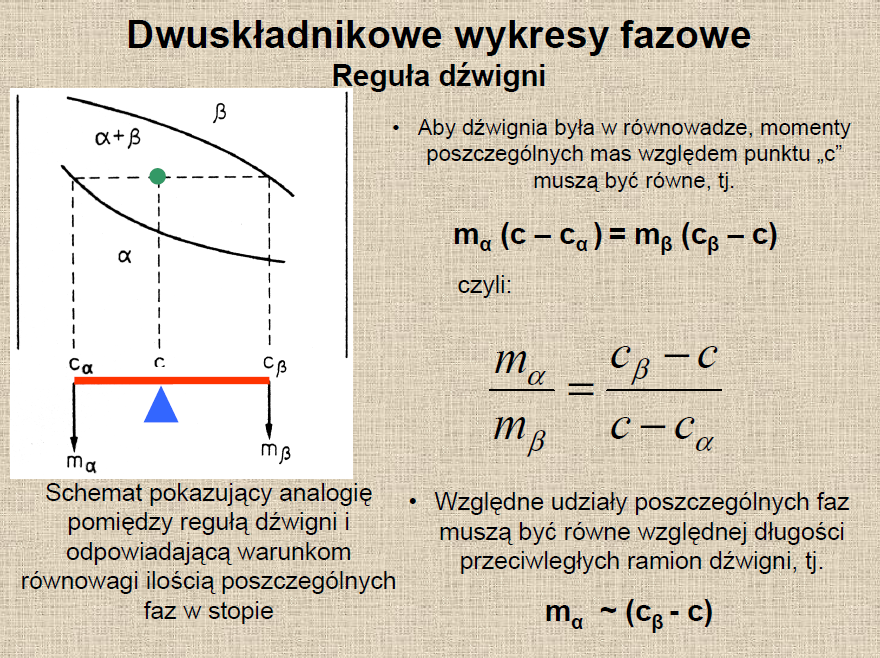 Dwuskładnikowe wykresy fazowe
Reguła dźwigni
β
α+β
α
cα c cβ
mα mβ
Schemat pokazujący analogię
pomiędzy regułą dźwigni i
odpowiadającą warunkom
równowagi ilością poszczególnych
faz w stopie
• Aby dźwignia była w równowadze, momenty
poszczególnych mas względem punktu „c”
muszą być równe, tj.
mα (c – cα ) = mβ (cβ – c)
czyli:
mα / mβ = (cβ − c) / (c − cα)
• Względne udziały poszczególnych faz
muszą być równe względnej długości
przeciwległych ramion dźwigni, tj.
mα ~ (cβ - c)